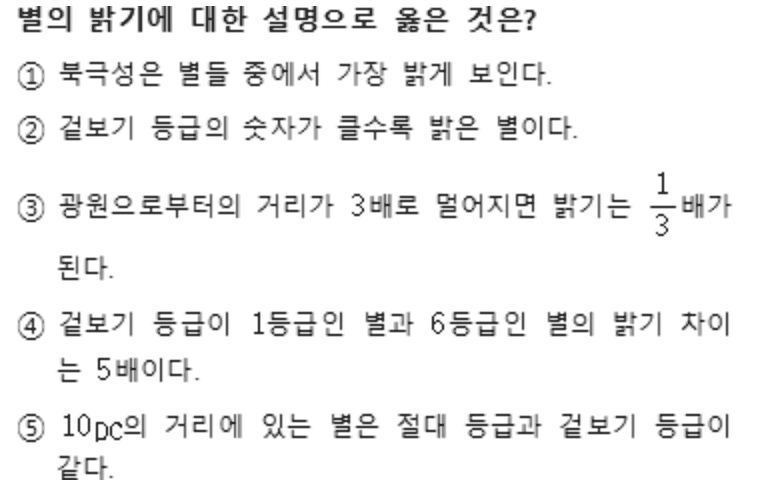 별의 밝기에 대한 설명으로 옳은 것은?
① 북극성은 별들 중에서 가장 밝게 보인다.
② 겉보기 등급의 숫자가 클수록 밝은 별이다.
③ 광원으로부터의 거리가 3배로 멀어지면 밝기는 1/3배가
된다.
④ 겉보기 등급이 1등급인 별과 6등급인 별의 밝기 차이
는 5배이다.
⑤ 10pc의 거리에 있는 별은 절대 등급과 겉보기 등급이
같다.